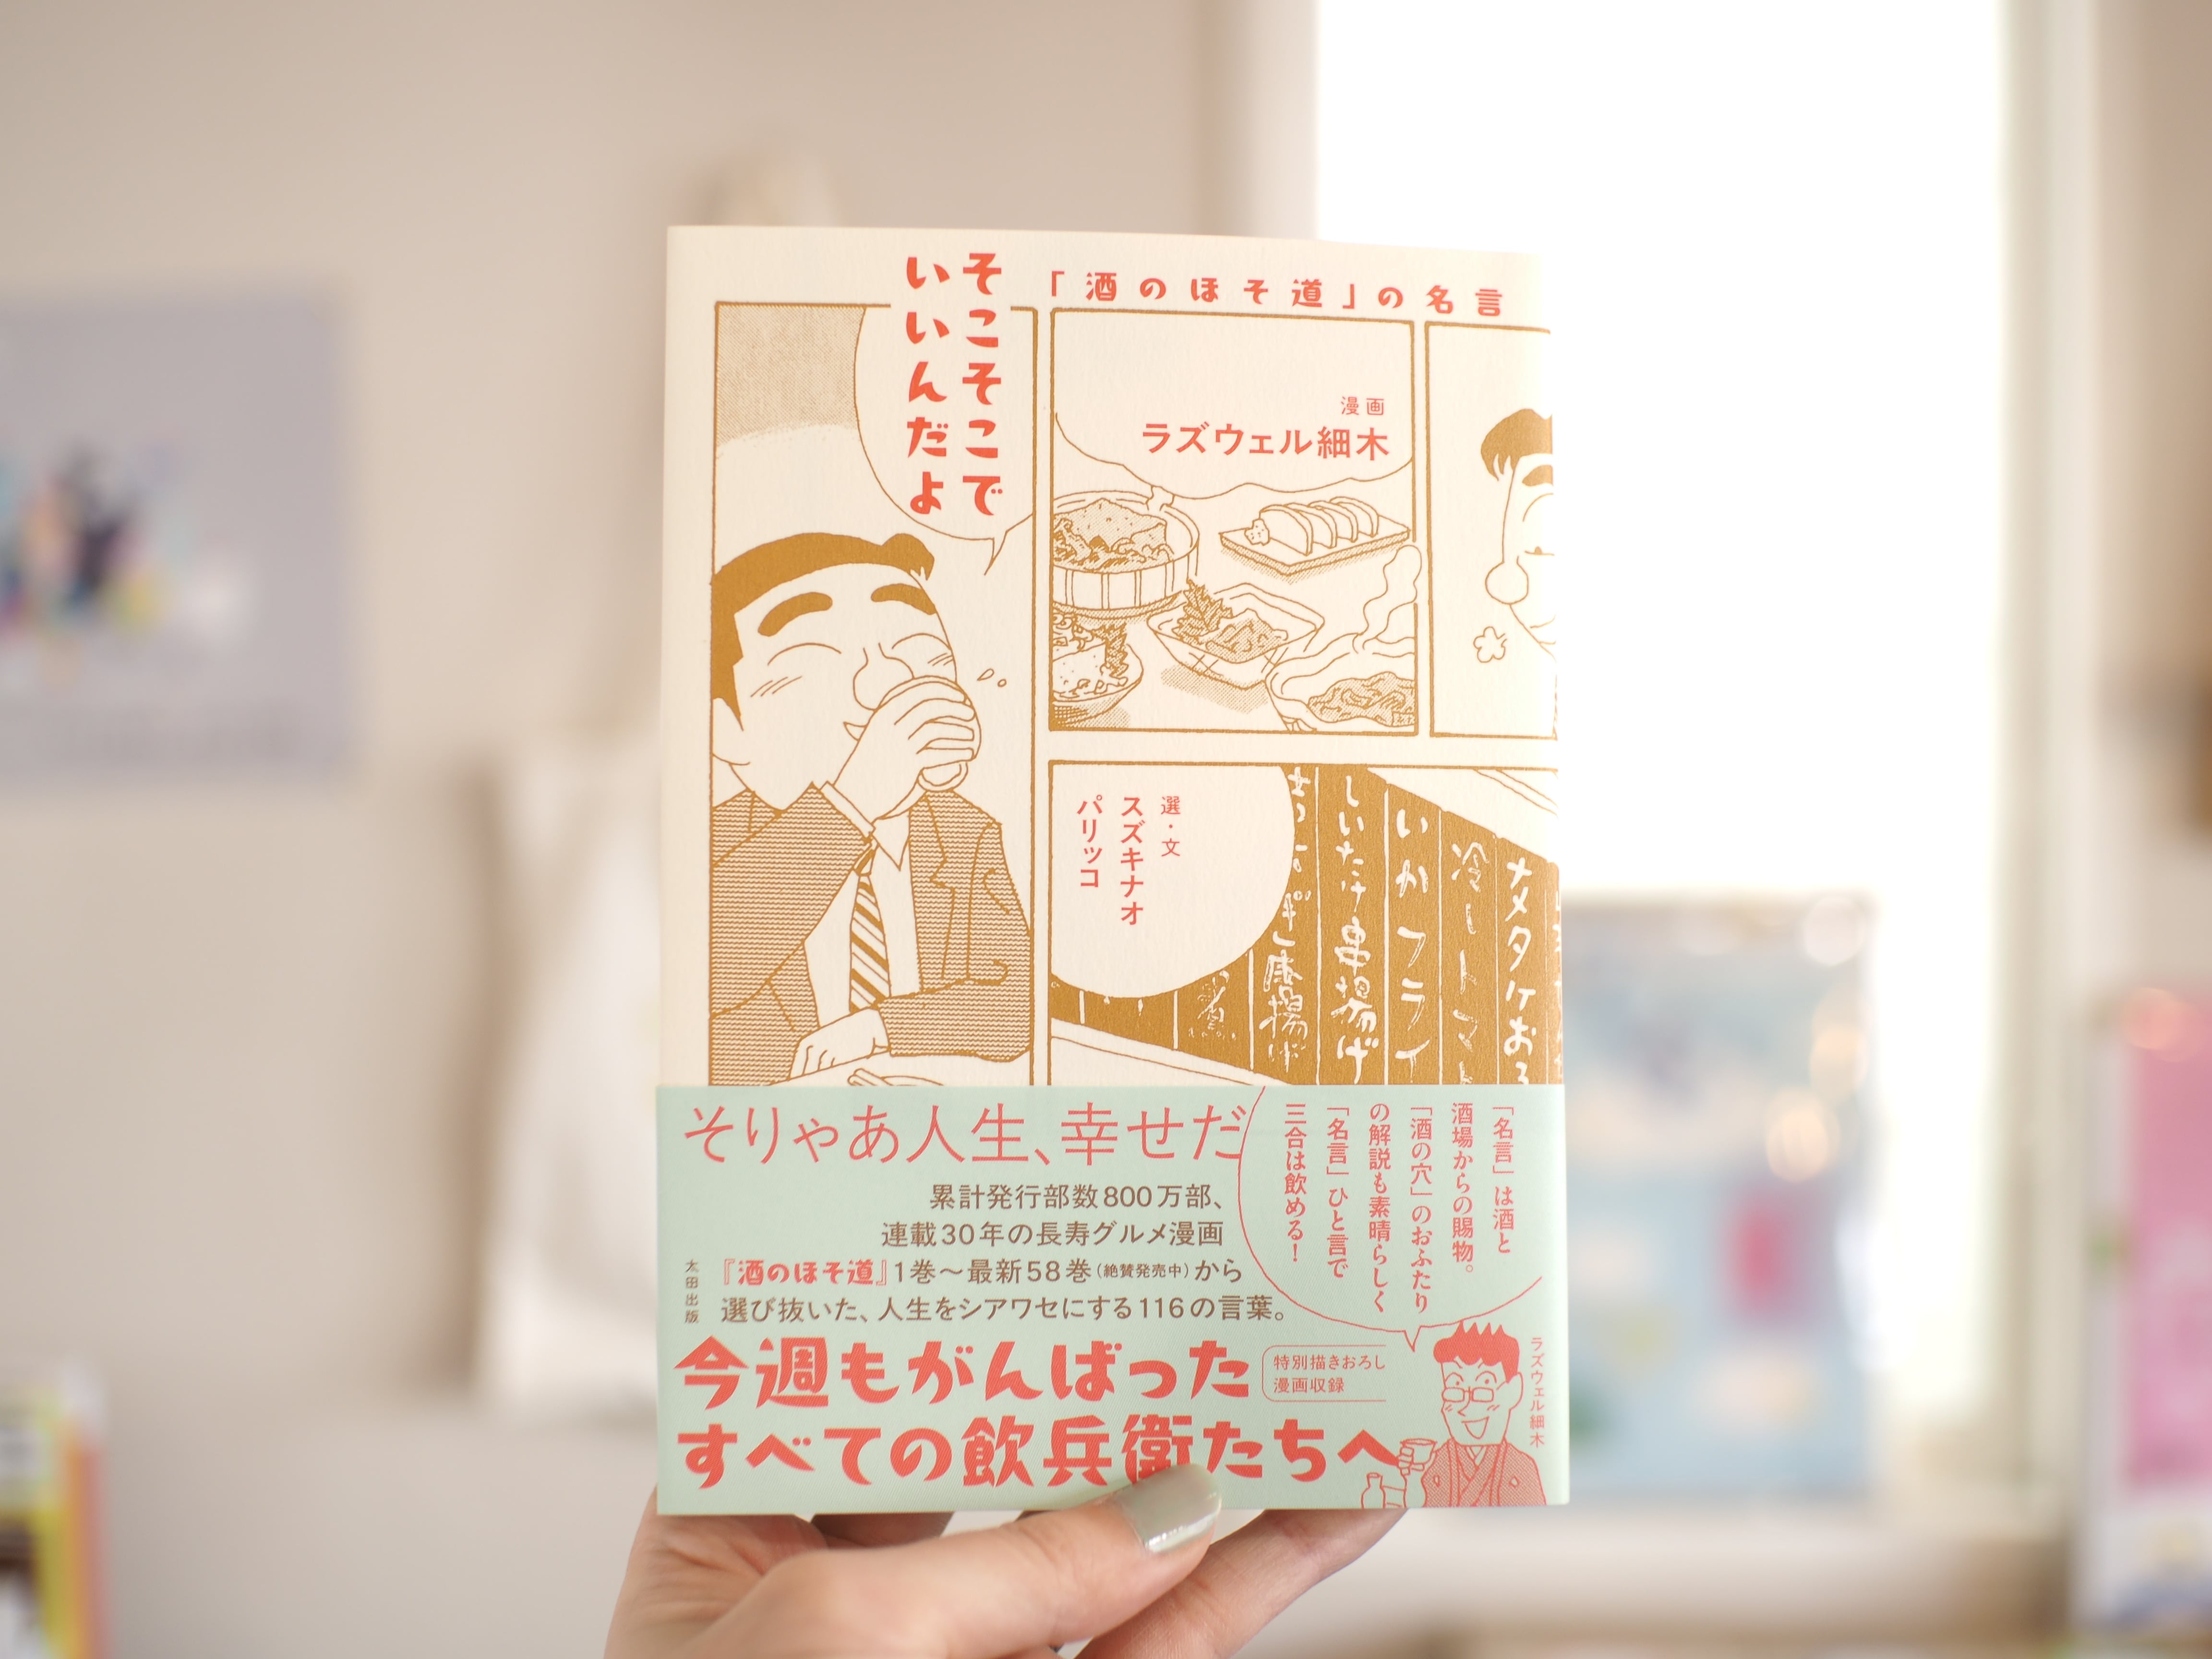 「酒のほそ道」の名言
そこそこで
いいんだよ
漫画
ラズウェル細木
選・文
スズキナオ
パリッコ
ナメタケおろ
冷しトマト
いかフライ
しいたけ串揚げ
そりゃあ人生、幸せだ
累計発行部数800万部、
連載30年の長寿グルメ漫画
『酒のほそ道』1巻〜最新58巻(絶賛発売中)から
選び抜いた、人生をシアワセにする116の言葉。
太田出版
「名言」は酒と
酒場からの賜物。
「酒の穴」のおふたり
の解説も素晴らしく
「名言」ひと言で
三合は飲める!
ラズウェル細木
今週もがんばった
すべての飲兵衛たちへ
特別描きおろし
漫画収録